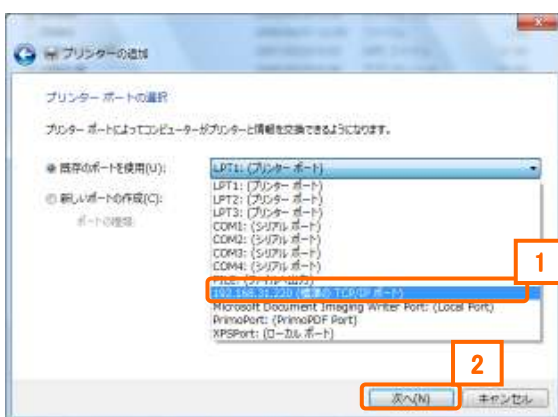 プリンターの追加
プリンター ポートの選択
プリンター ポートによってコンピューターがプリンターと情報を交換できるようになります。
既存のポートを使用(U):
LPT1: (プリンター ポート)
LPT1: (プリンター ポート)
LPT2: (プリンター ポート)
新しいポートの作成(C):
LPT3: (プリンター ポート)
COM1: (シリアル ポート)
ポートの種類:
COM2: (シリアル ポート)
COM3: (シリアル ポート)
COM4: (シリアル ポート)
FILE: (ファイルへ出力)
1
192.168.31.220 (標準の TCP/IP ポート)
Microsoft Document Imaging Writer Port: (Local Port)
PrimoPort: (PrimoPDF Port)
XPSPort: (ローカル ポート)
2
次へ(N)
キャンセル